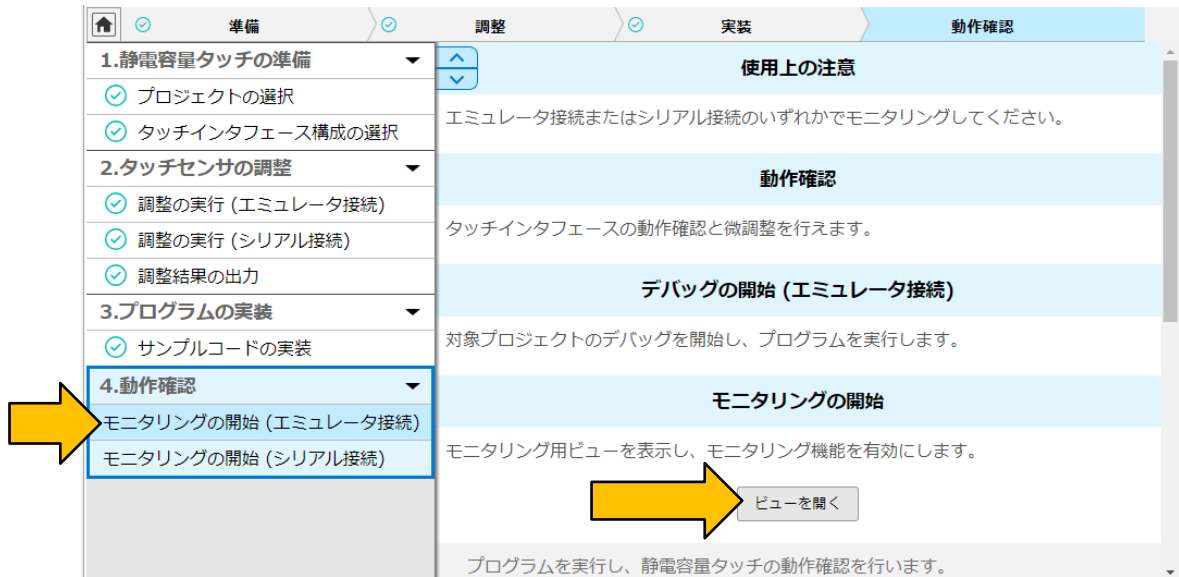 準備
調整
実装
動作確認
1.静電容量タッチの準備
プロジェクトの選択
タッチインタフェース構成の選択
2.タッチセンサの調整
調整の実行 (エミュレータ接続)
調整の実行 (シリアル接続)
調整結果の出力
3.プログラムの実装
サンプルコードの実装
4.動作確認
モニタリングの開始 (エミュレータ接続)
モニタリングの開始 (シリアル接続)
使用上の注意
エミュレータ接続またはシリアル接続のいずれかでモニタリングしてください。
動作確認
タッチインタフェースの動作確認と微調整を行えます。
デバッグの開始 (エミュレータ接続)
対象プロジェクトのデバッグを開始し、プログラムを実行します。
モニタリングの開始
モニタリング用ビューを表示し、モニタリング機能を有効にします。
ビューを開く
プログラムを実行し、静電容量タッチの動作確認を行います。